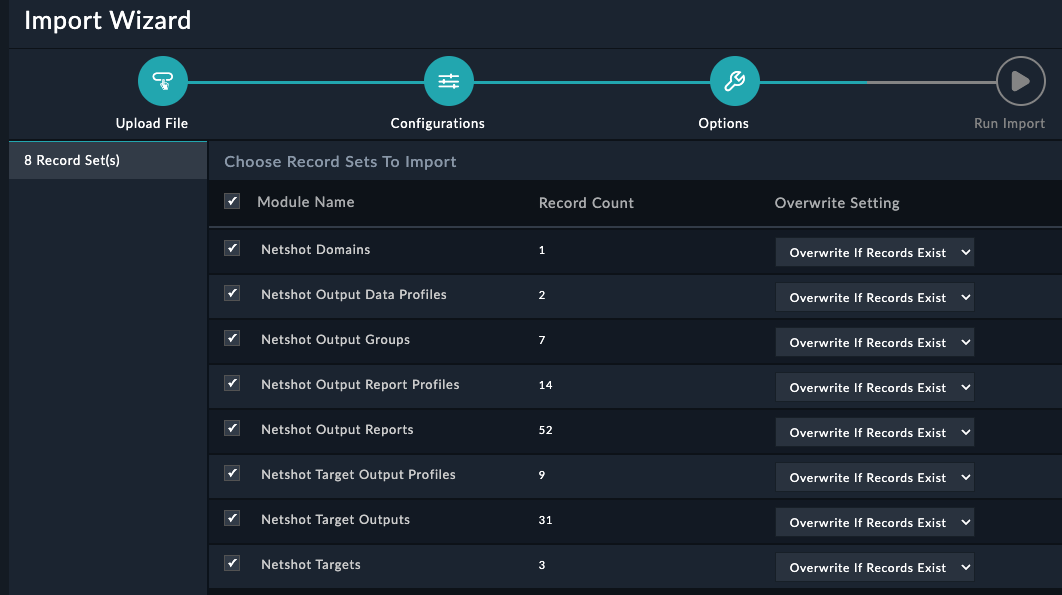 Import Wizard
Upload File
Configurations
Options
Run Import
8 Record Set(s)
Choose Record Sets To Import
Module Name Record Count Overwrite Setting
Netshot Domains 1 Overwrite If Records Exist
Netshot Output Data Profiles 2 Overwrite If Records Exist
Netshot Output Groups 7 Overwrite If Records Exist
Netshot Output Report Profiles 14 Overwrite If Records Exist
Netshot Output Reports 52 Overwrite If Records Exist
Netshot Target Output Profiles 9 Overwrite If Records Exist
Netshot Target Outputs 31 Overwrite If Records Exist
Netshot Targets 3 Overwrite If Records Exist